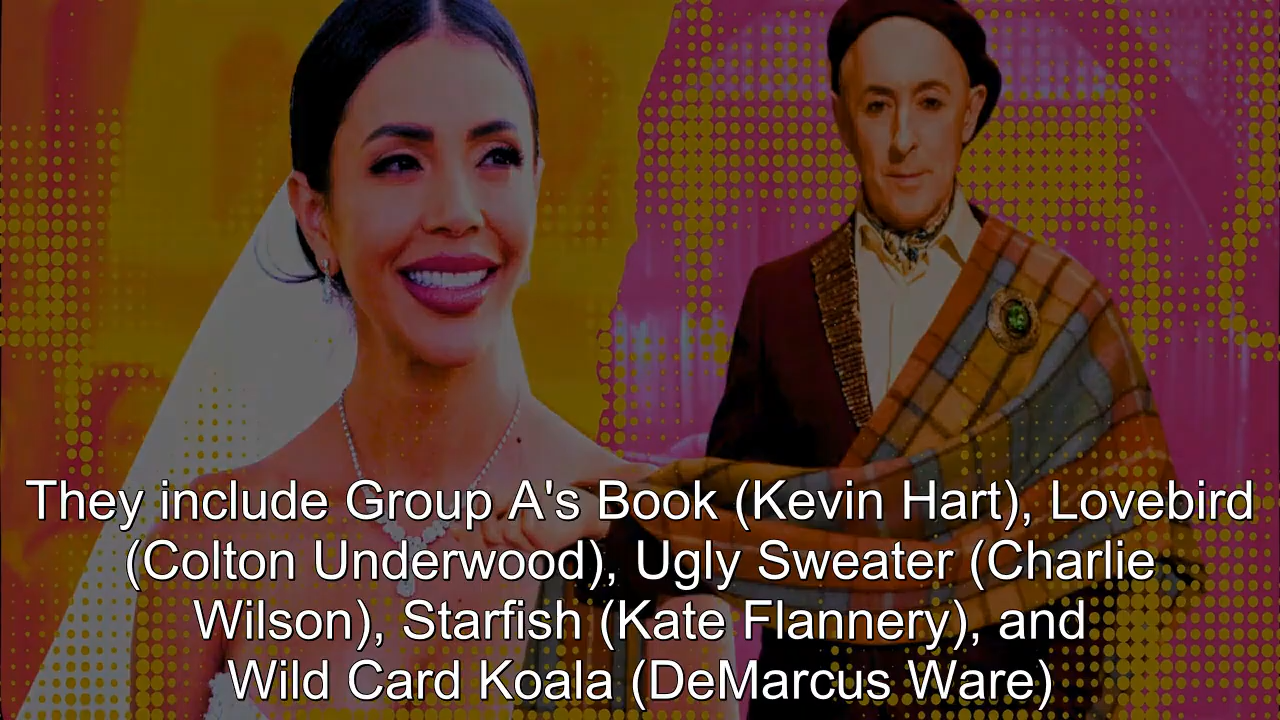 They include Group A's Book (Kevin Hart), Lovebird
(Colton Underwood), Ugly Sweater (Charlie
Wilson), Starfish (Kate Flannery), and
Wild Card Koala (DeMarcus Ware)